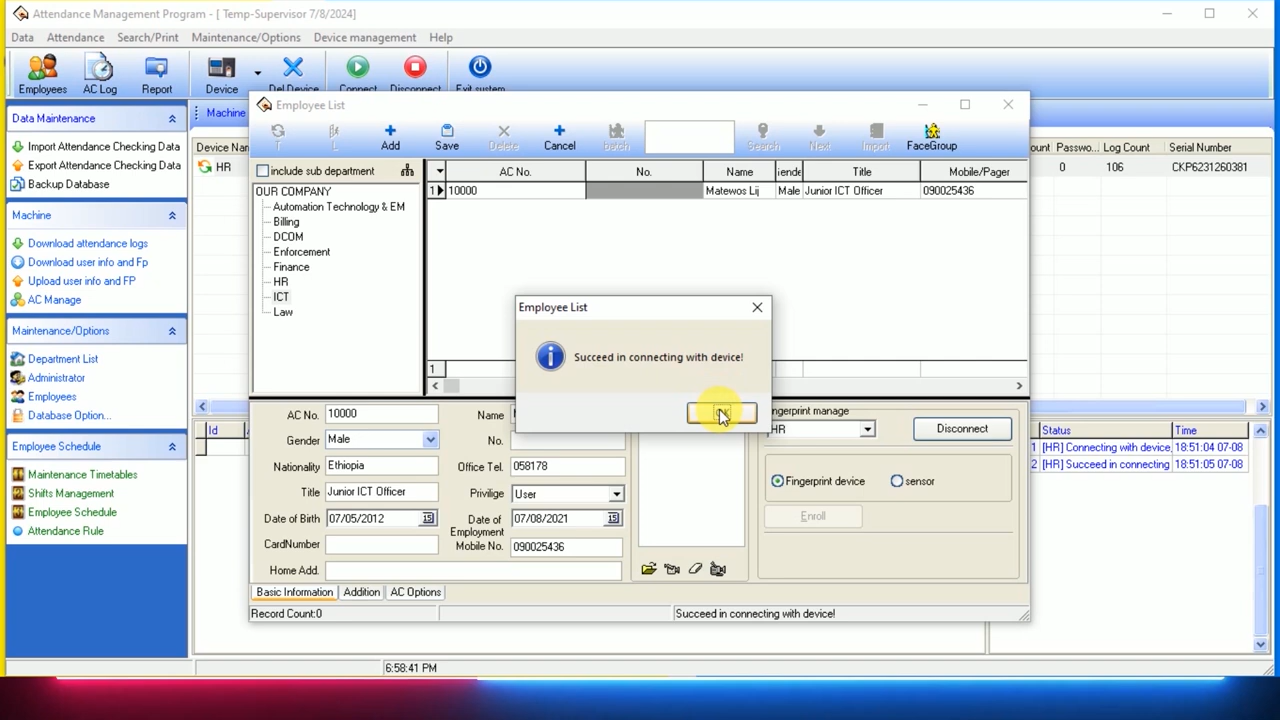 Attendance Management Program - [ Temp-Supervisor 7/8/2024]
Data Attendance Search/Print Maintenance/Options Device management Help
Employees AC Log Report Device Del Device Connect Disconnect Exit system
Data Maintenance
Import Attendance Checking Data
Export Attendance Checking Data
Backup Database
Machine
Download attendance logs
Download user info and Fp
Upload user info and FP
AC Manage
Maintenance/Options
Department List
Administrator
Employees
Database Option...
Employee Schedule
Maintenance Timetables
Shifts Management
Employee Schedule
Attendance Rule
Machine
Device Na
HR
ount Passwo... Log Count Serial Number
0 106 CKP6231260381
Employee List
T L Add Save Delete Cancel batch Search Next Import FaceGroup
include sub department
OUR COMPANY
Automation Technology & EM
Billing
DCOM
Enforcement
Finance
HR
ICT
Law
AC No. No. Name iende Title Mobile/Pager
1 10000 Matewos Lij Male Junior ICT Officer 090025436
1
Employee List
Succeed in connecting with device!
AC No. 10000 Name
Gender Male No.
Nationality Ethiopia Office Tel. 058178
Title Junior ICT Officer Privilige User
Date of Birth 07/05/2012 Date of Employment 07/08/2021
CardNumber Mobile No. 090025436
Home Add.
ingerprint manage
HR Disconnect
Fingerprint device sensor
Enroll
Basic Information Addition AC Options
Record Count:0 Succeed in connecting with device!
Id
Status Time
1 [HR] Connecting with device, 18:51:04 07-08
2 [HR] Succeed in connecting 18:51:05 07-08
6:58:41 PM